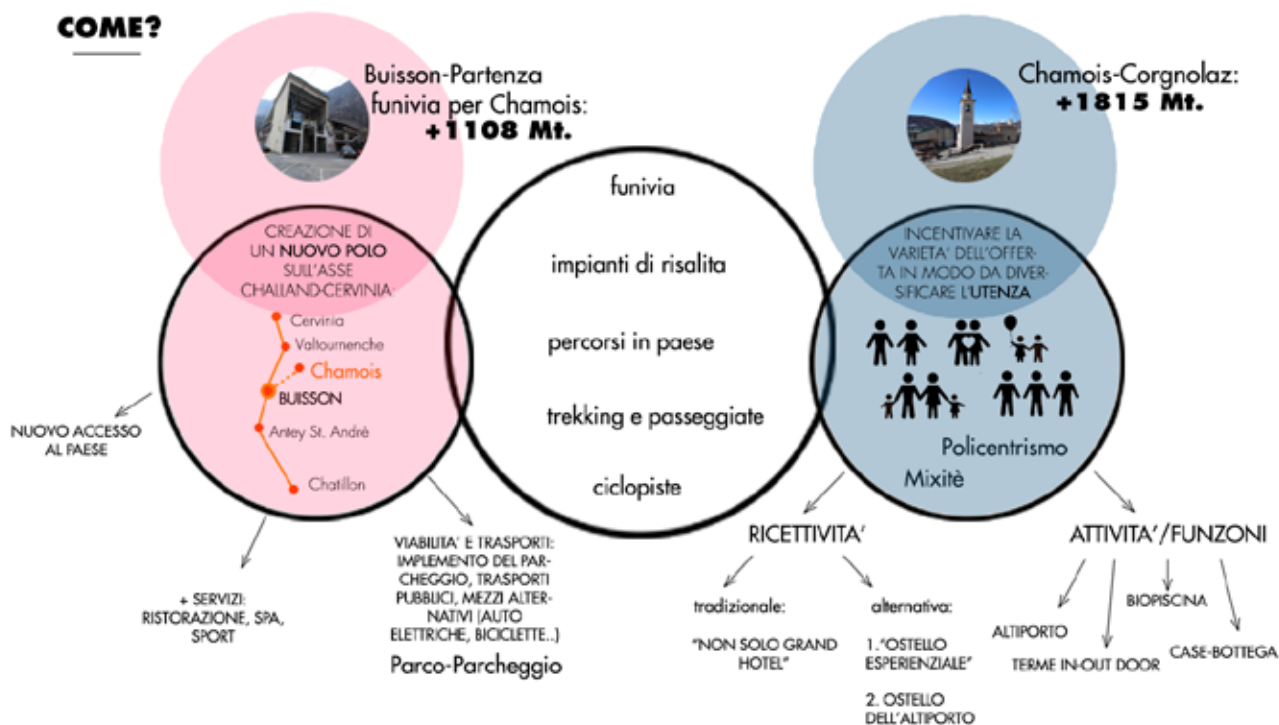 COME?
Buisson-Partenza
funivia per Chamois:
+1108 Mt.
CREAZIONE DI
UN NUOVO POLO
SULL'ASSE
CHALLAND-CERVINIA:
Cervinia
Valtournenche
Chamois
BUISSON
Antey St. Andrè
Chatillon
NUOVO ACCESSO
AL PAESE
+ SERVIZI:
RISTORAZIONE, SPA,
SPORT
VIABILITA' E TRASPORTI:
IMPLEMENTO DEL PAR-
CHEGGIO, TRASPORTI
PUBBLICI, MEZZI ALTER-
NATIVI (AUTO
ELETTRICHE, BICICLETTE..)
Parco-Parcheggio
funivia
impianti di risalita
percorsi in paese
trekking e passeggiate
ciclopiste
Chamois-Corgnolaz:
+1815 Mt.
INCENTIVARE LA
VARIETA' DELL'OFFER-
TA IN MODO DA DIVER-
SIFICARE L'UTENZA
Policentrismo
Mixitè
RICETTIVITA'
tradizionale:
"NON SOLO GRAND
HOTEL"
alternativa:
1."OSTELLO
ESPERIENZIALE"
2. OSTELLO
DELL'ALTIPORTO
ATTIVITA'/FUNZONI
ALTIPORTO
TERME IN-OUT DOOR
BIOPISCINA
CASE-BOTTEGA